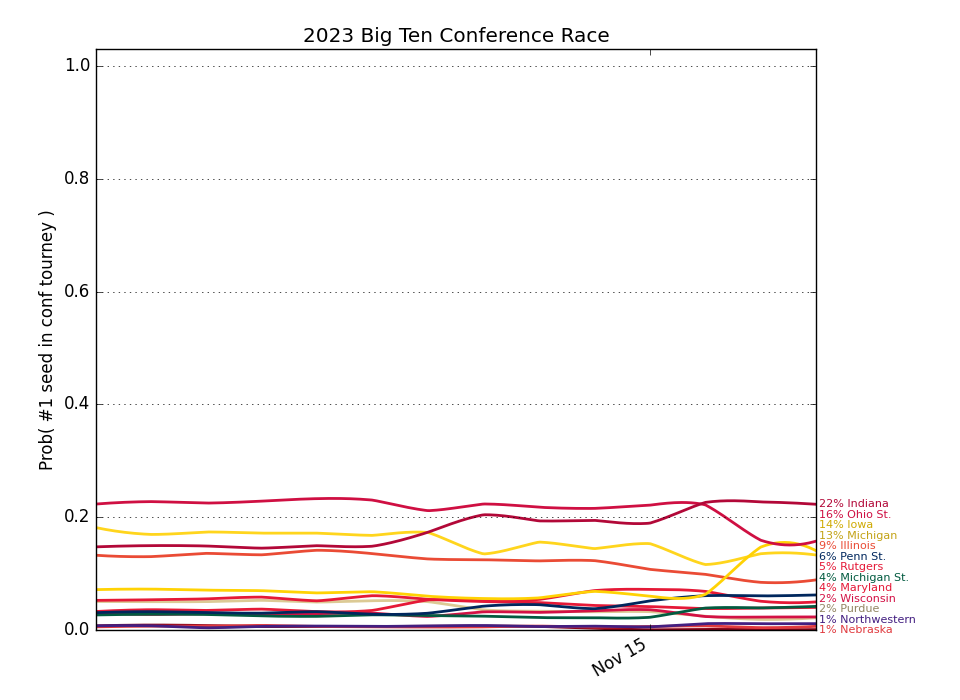 2023 Big Ten Conference Race
Prob( #1 seed in conf tourney )
1.0
0.8
0.6
0.4
0.2
0.0
Nov 15
22% Indiana
16% Ohio St.
14% Iowa
13% Michigan
9% Illinois
6% Penn St.
5% Rutgers
4% Michigan St.
4% Maryland
2% Wisconsin
2% Purdue
1% Northwestern
1% Nebraska